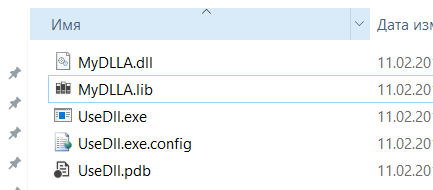 Имя Дата изм
MyDLLA.dll 11.02.20
MyDLLA.lib 11.02.20
UseDll.exe 11.02.20
UseDll.exe.config 11.02.20
UseDll.pdb 11.02.20